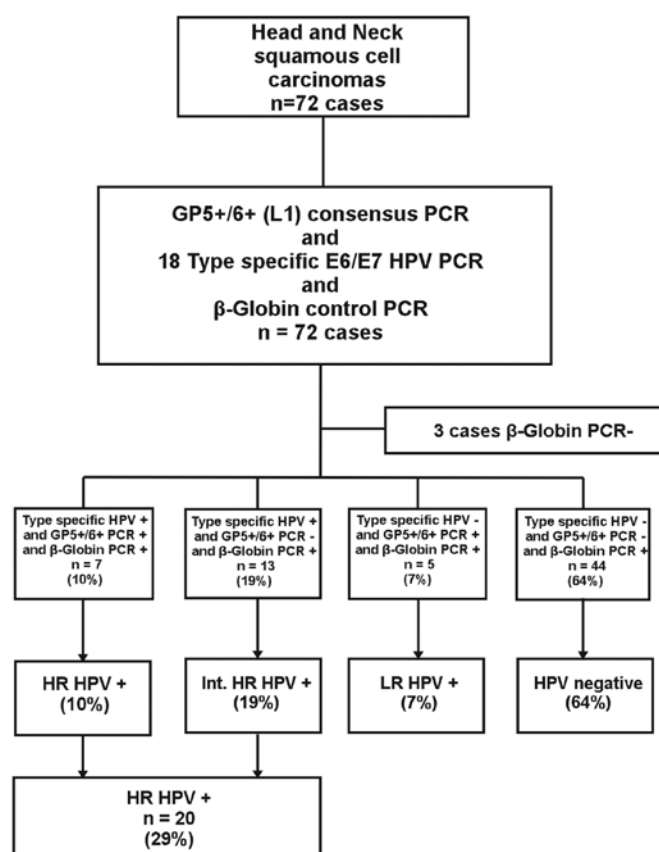 Head and Neck
squamous cell
carcinomas
n=72 cases
GP5+/6+ (L1) consensus PCR
and
18 Type specific E6/E7 HPV PCR
and
β-Globin control PCR
n = 72 cases
3 cases β-Globin PCR-
Type specific HPV +
and GP5+/6+ PCR +
and β-Globin PCR +
n = 7
(10%)
Type specific HPV +
and GP5+/6+ PCR -
and β-Globin PCR +
n = 13
(19%)
Type specific HPV -
and GP5+/6+ PCR +
and β-Globin PCR +
n = 5
(7%)
Type specific HPV -
and GP5+/6+ PCR -
and β-Globin PCR +
n = 44
(64%)
HR HPV +
(10%)
Int. HR HPV +
(19%)
LR HPV +
(7%)
HPV negative
(64%)
HR HPV +
n = 20
(29%)